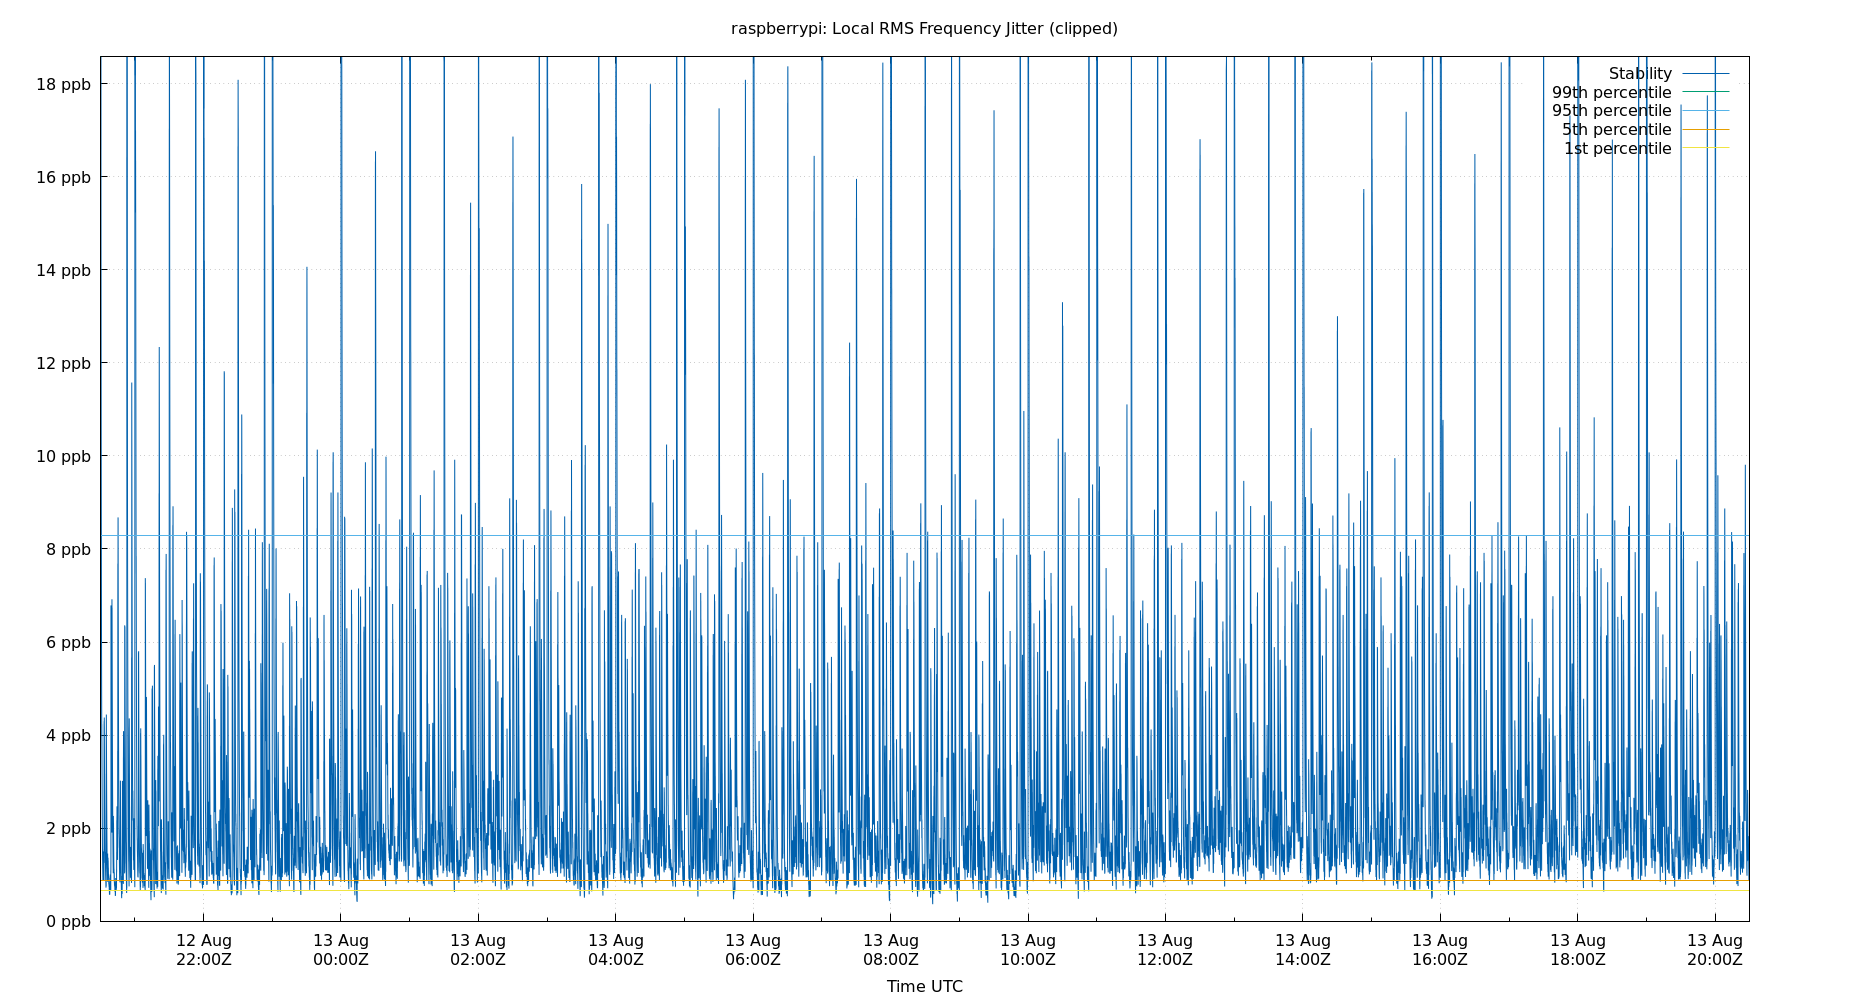 raspberrypi: Local RMS Frequency Jitter (clipped)
Stability
99th percentile
95th percentile
5th percentile
1st percentile
18 ppb
16 ppb
14 ppb
12 ppb
10 ppb
8 ppb
6 ppb
4 ppb
2 ppb
0 ppb
12 Aug 13 Aug 13 Aug 13 Aug 13 Aug 13 Aug 13 Aug 13 Aug 13 Aug 13 Aug 13 Aug 13 Aug
22:00Z 00:00Z 02:00Z 04:00Z 06:00Z 08:00Z 10:00Z 12:00Z 14:00Z 16:00Z 18:00Z 20:00Z
Time UTC